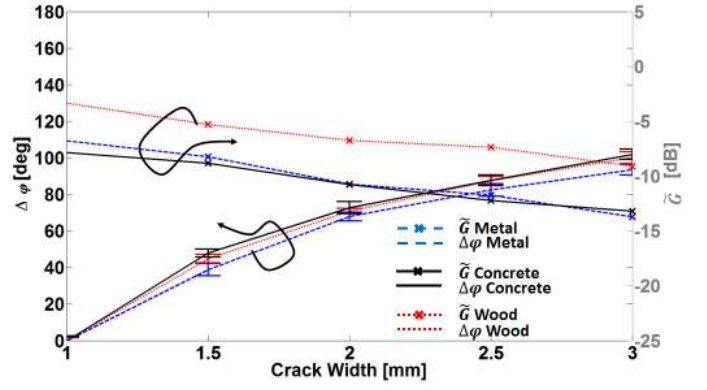 180
160
140
120
100
80
60
40
20
0
Δ φ [deg]
1
1.5
2
2.5
3
Crack Width [mm]
5
0
-5
-10
-15
-20
-25
G̃ [dB]
G̃ Metal
Δφ Metal
G̃ Concrete
Δφ Concrete
G̃ Wood
Δφ Wood